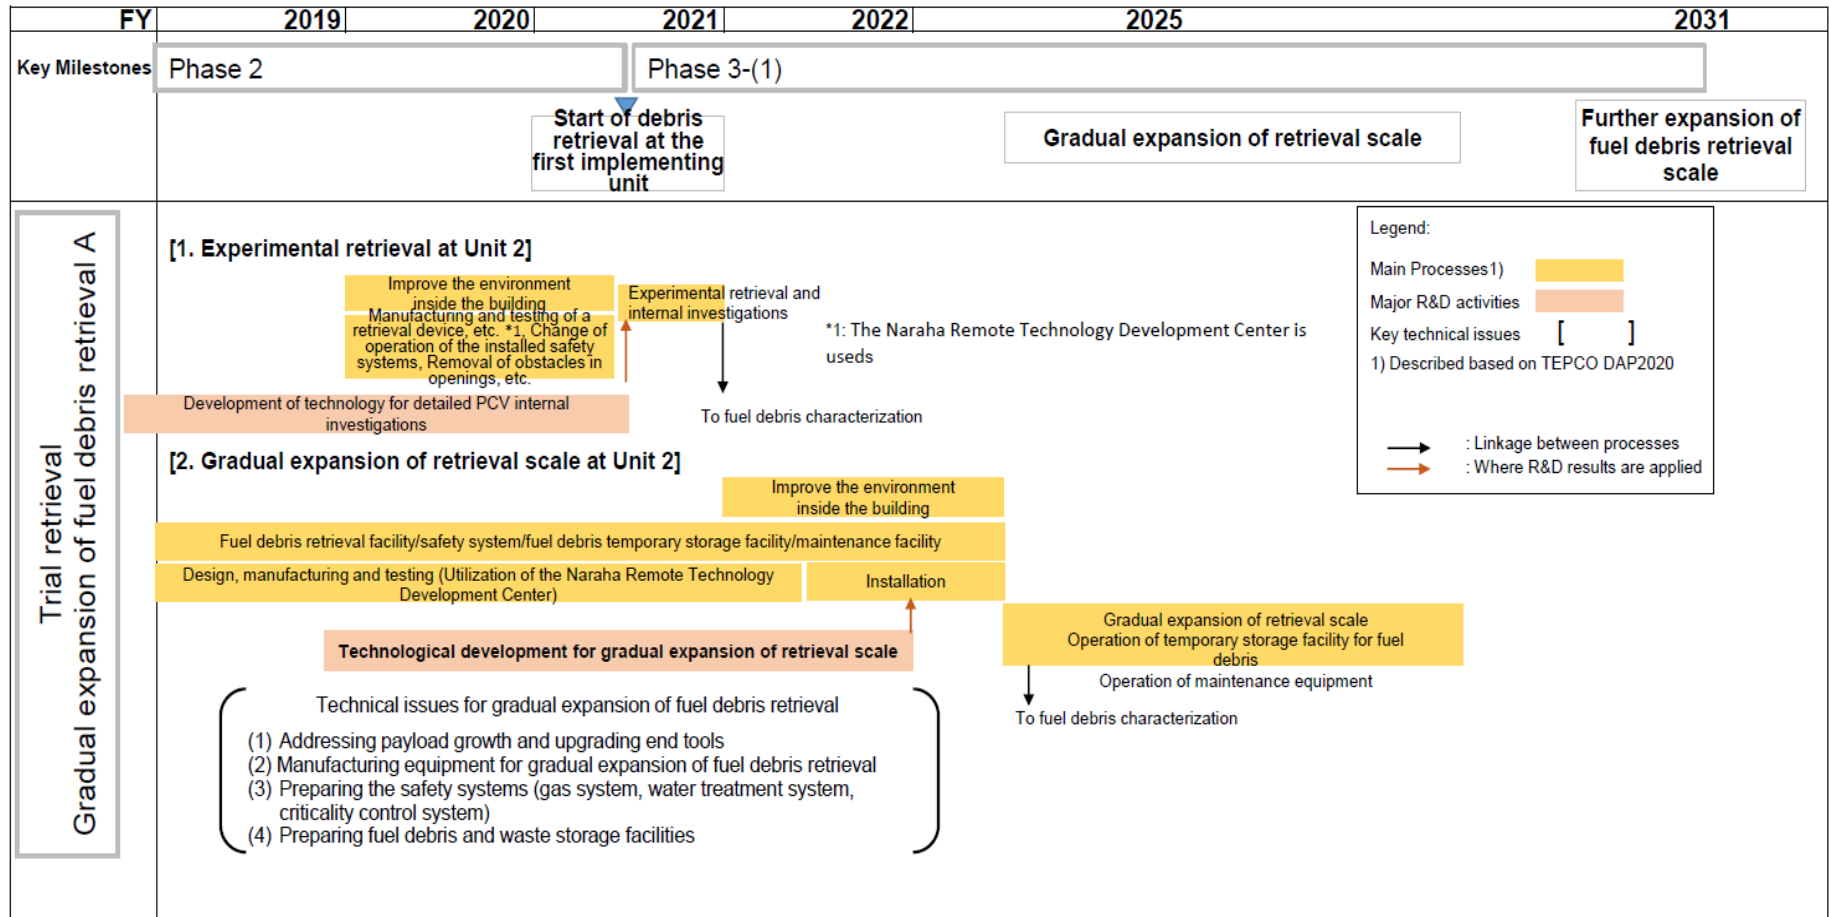 FY 2019 2020 2021 2022 2025 2031
Key Milestones
Phase 2
Phase 3-(1)
Start of debris
retrieval at the
first implementing
unit
Gradual expansion of retrieval scale
Further expansion of
fuel debris retrieval
scale
Trial retrieval
Gradual expansion of fuel debris retrieval A
[1. Experimental retrieval at Unit 2]
Improve the environment
inside the building
Manufacturing and testing of a
retrieval device, etc. *1, Change of
operation of the installed safety
systems, Removal of obstacles in
openings, etc.
Experimental retrieval and
internal investigations
*1: The Naraha Remote Technology Development Center is
useds
Development of technology for detailed PCV internal
investigations
To fuel debris characterization
Legend:
Main Processes1)
Major R&D activities
Key technical issues [ ]
1) Described based on TEPCO DAP2020
: Linkage between processes
: Where R&D results are applied
[2. Gradual expansion of retrieval scale at Unit 2]
Improve the environment
inside the building
Fuel debris retrieval facility/safety system/fuel debris temporary storage facility/maintenance facility
Design, manufacturing and testing (Utilization of the Naraha Remote Technology
Development Center)
Installation
Gradual expansion of retrieval scale
Operation of temporary storage facility for fuel
debris
Operation of maintenance equipment
To fuel debris characterization
Technological development for gradual expansion of retrieval scale
Technical issues for gradual expansion of fuel debris retrieval
(1) Addressing payload growth and upgrading end tools
(2) Manufacturing equipment for gradual expansion of fuel debris retrieval
(3) Preparing the safety systems (gas system, water treatment system,
criticality control system)
(4) Preparing fuel debris and waste storage facilities